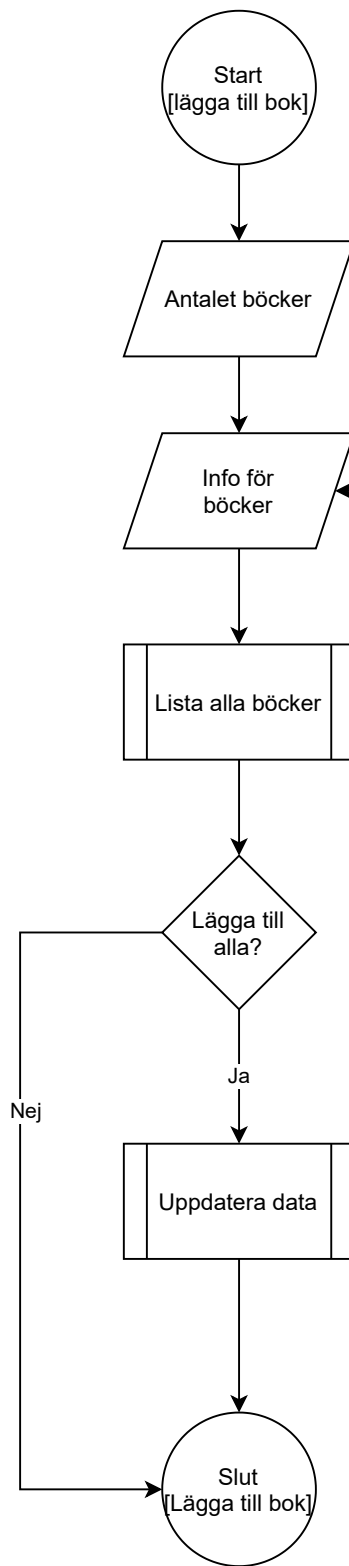 Start
[lägga till bok]
Antalet böcker
Info för
böcker
Lista alla böcker
Lägga till
alla?
Ja
Nej
Uppdatera data
Slut
[Lägga till bok]